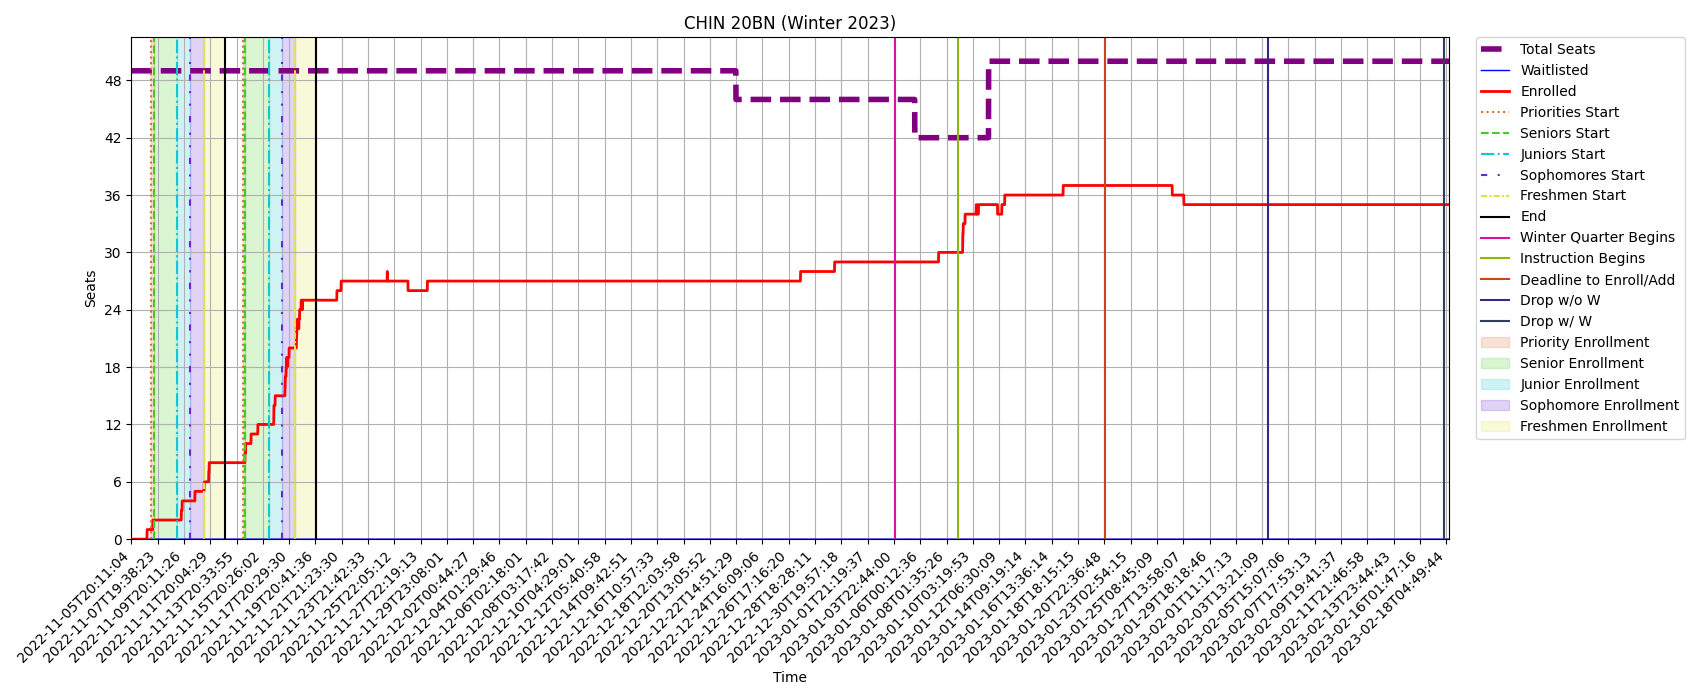 CHIN 20BN (Winter 2023)
Seats
48
42
36
30
24
18
12
6
0
2022-11-05T20:11:04
2022-11-07T19:38:23
2022-11-09T20:11:26
2022-11-11T04:29
2022-11-13T20:33:55
2022-11-15T20:26:02
2022-11-17T20:29:30
2022-11-19T20:41:36
2022-11-21T21:23:30
2022-11-23T21:42:33
2022-11-25T22:05:12
2022-11-27T22:19:13
2022-11-29T23:08:01
2022-12-02T00:44:27
2022-12-04T01:29:46
2022-12-06T02:18:01
2022-12-08T03:17:42
2022-12-10T04:29:01
2022-12-12T05:40:58
2022-12-14T09:42:51
2022-12-16T10:57:33
2022-12-18T12:03:58
2022-12-20T13:05:52
2022-12-22T14:51:29
2022-12-24T16:09:06
2022-12-26T17:16:20
2022-12-28T18:28:11
2022-12-30T19:57:18
2023-01-01T21:19:37
2023-01-03T22:44:00
2023-01-06T00:12:36
2023-01-08T01:35:26
2023-01-10T03:19:53
2023-01-12T06:30:09
2023-01-14T09:19:14
2023-01-16T13:36:14
2023-01-18T18:15:15
2023-01-20T22:36:48
2023-01-23T02:54:15
2023-01-25T08:45:09
2023-01-27T13:58:07
2023-01-29T18:18:46
2023-02-01T11:17:13
2023-02-03T13:21:09
2023-02-05T15:07:06
2023-02-07T17:53:13
2023-02-09T19:41:37
2023-02-11T21:46:58
2023-02-13T23:44:43
2023-02-16T01:47:16
2023-02-18T04:49:44
Time
Total Seats
Waitlisted
Enrolled
Priorities Start
Seniors Start
Juniors Start
Sophomores Start
Freshmen Start
End
Winter Quarter Begins
Instruction Begins
Deadline to Enroll/Add
Drop w/o W
Drop w/ W
Priority Enrollment
Senior Enrollment
Junior Enrollment
Sophomore Enrollment
Freshmen Enrollment